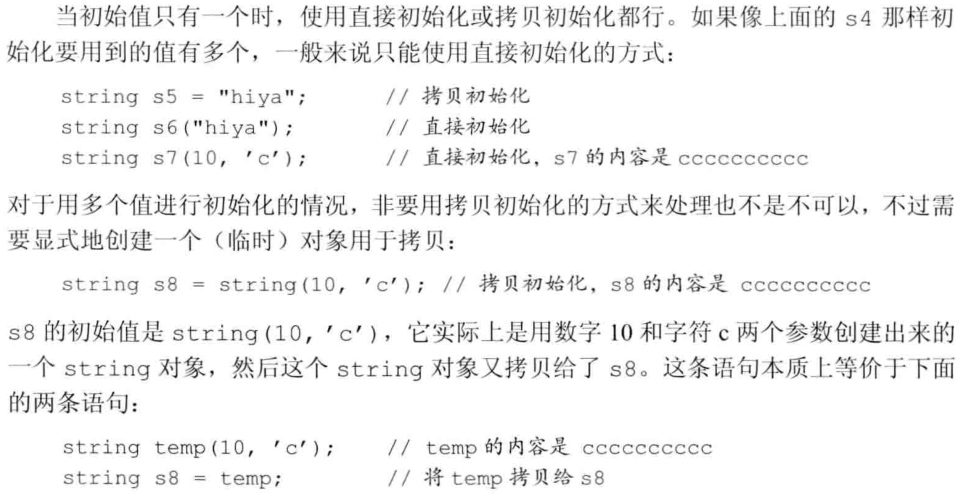 当初始值只有一个时，使用直接初始化或拷贝初始化都行。如果像上面的 s4 那样初
始化要用到的值有多个，一般来说只能使用直接初始化的方式：
string s5 = "hiya";        // 拷贝初始化
string s6("hiya");         // 直接初始化
string s7(10, 'c');        // 直接初始化，s7 的内容是 cccccccccc
对于用多个值进行初始化的情况，非要用拷贝初始化的方式来处理也不是不可以，不过需
要显式地创建一个（临时）对象用于拷贝：
string s8 = string(10, 'c'); // 拷贝初始化，s8 的内容是 cccccccccc
s8 的初始值是 string(10,'c')，它实际上是用数字 10 和字符 c 两个参数创建出来的
一个 string 对象，然后这个 string 对象又拷贝给了 s8。这条语句本质上等价于下面
的两条语句：
string temp(10, 'c');    // temp 的内容是 cccccccccc
string s8 = temp;        // 将 temp 拷贝给 s8